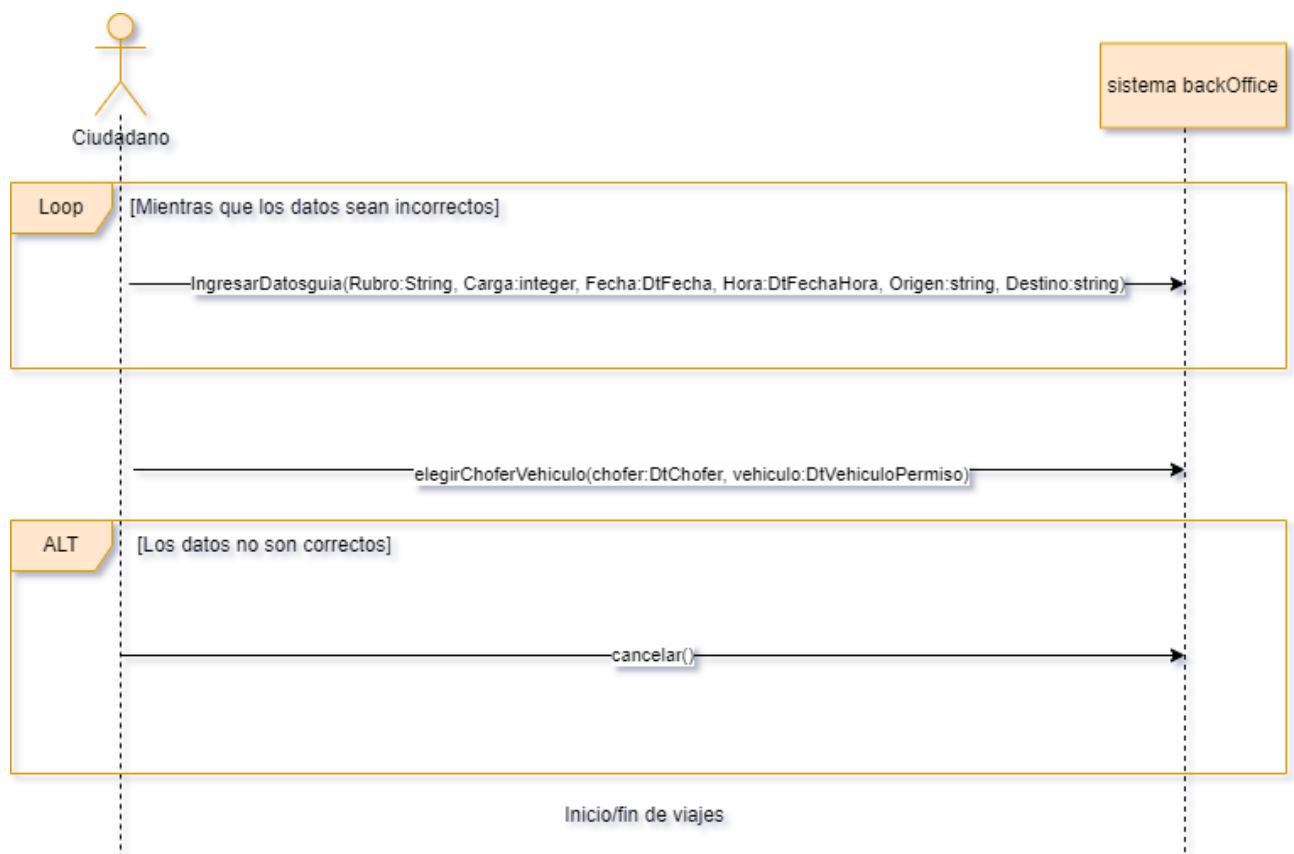 sistema backOffice
Ciudadano
Loop
[Mientras que los datos sean incorrectos]
IngresarDatosguia(Rubro:String, Carga:integer, Fecha:DtFecha, Hora:DtFechaHora, Origen:string, Destino:string)
elegirChoferVehiculo(chofer:DtChofer, vehiculo:DtVehiculoPermiso)
ALT
[Los datos no son correctos]
cancelar()
Inicio/fin de viajes